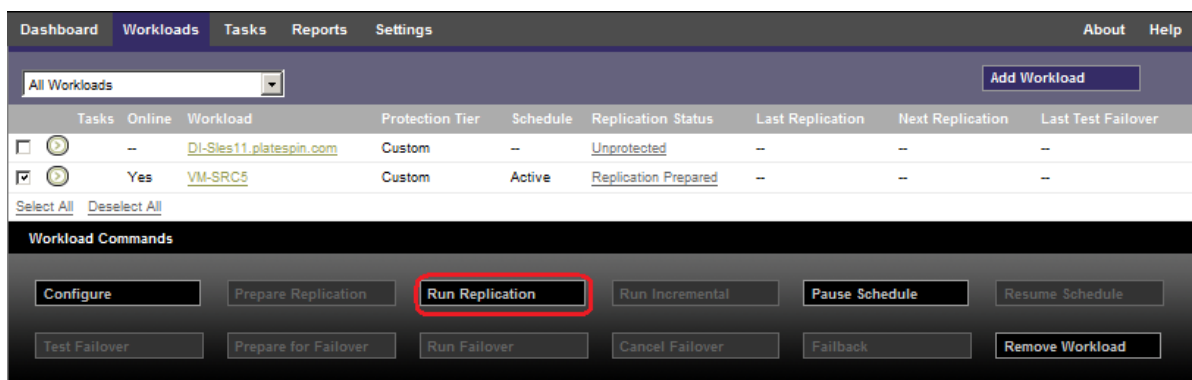 Dashboard Workloads Tasks Reports Settings About Help
All Workloads Add Workload
Tasks Online Workload Protection Tier Schedule Replication Status Last Replication Next Replication Last Test Failover
-- DI-Sles11.platespin.com Custom -- Unprotected -- -- --
Yes VM-SRC5 Custom Active Replication Prepared -- -- --
Select All Deselect All
Workload Commands
Configure Prepare Replication Run Replication Run Incremental Pause Schedule Resume Schedule
Test Failover Prepare for Failover Run Failover Cancel Failover Failback Remove Workload